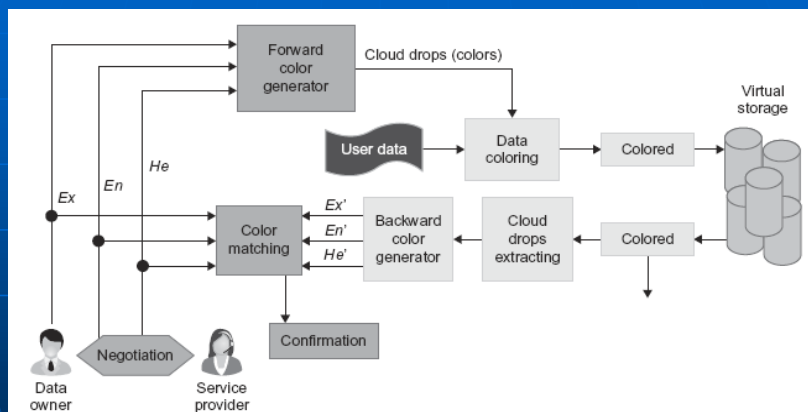 Forward
color
generator
Cloud drops (colors)
Virtual
storage
User data
Data
coloring
Colored
He
En
Ex
Color
matching
Ex'
En'
He'
Backward
color
generator
Cloud
drops
extracting
Colored
Confirmation
Negotiation
Data
owner
Service
provider